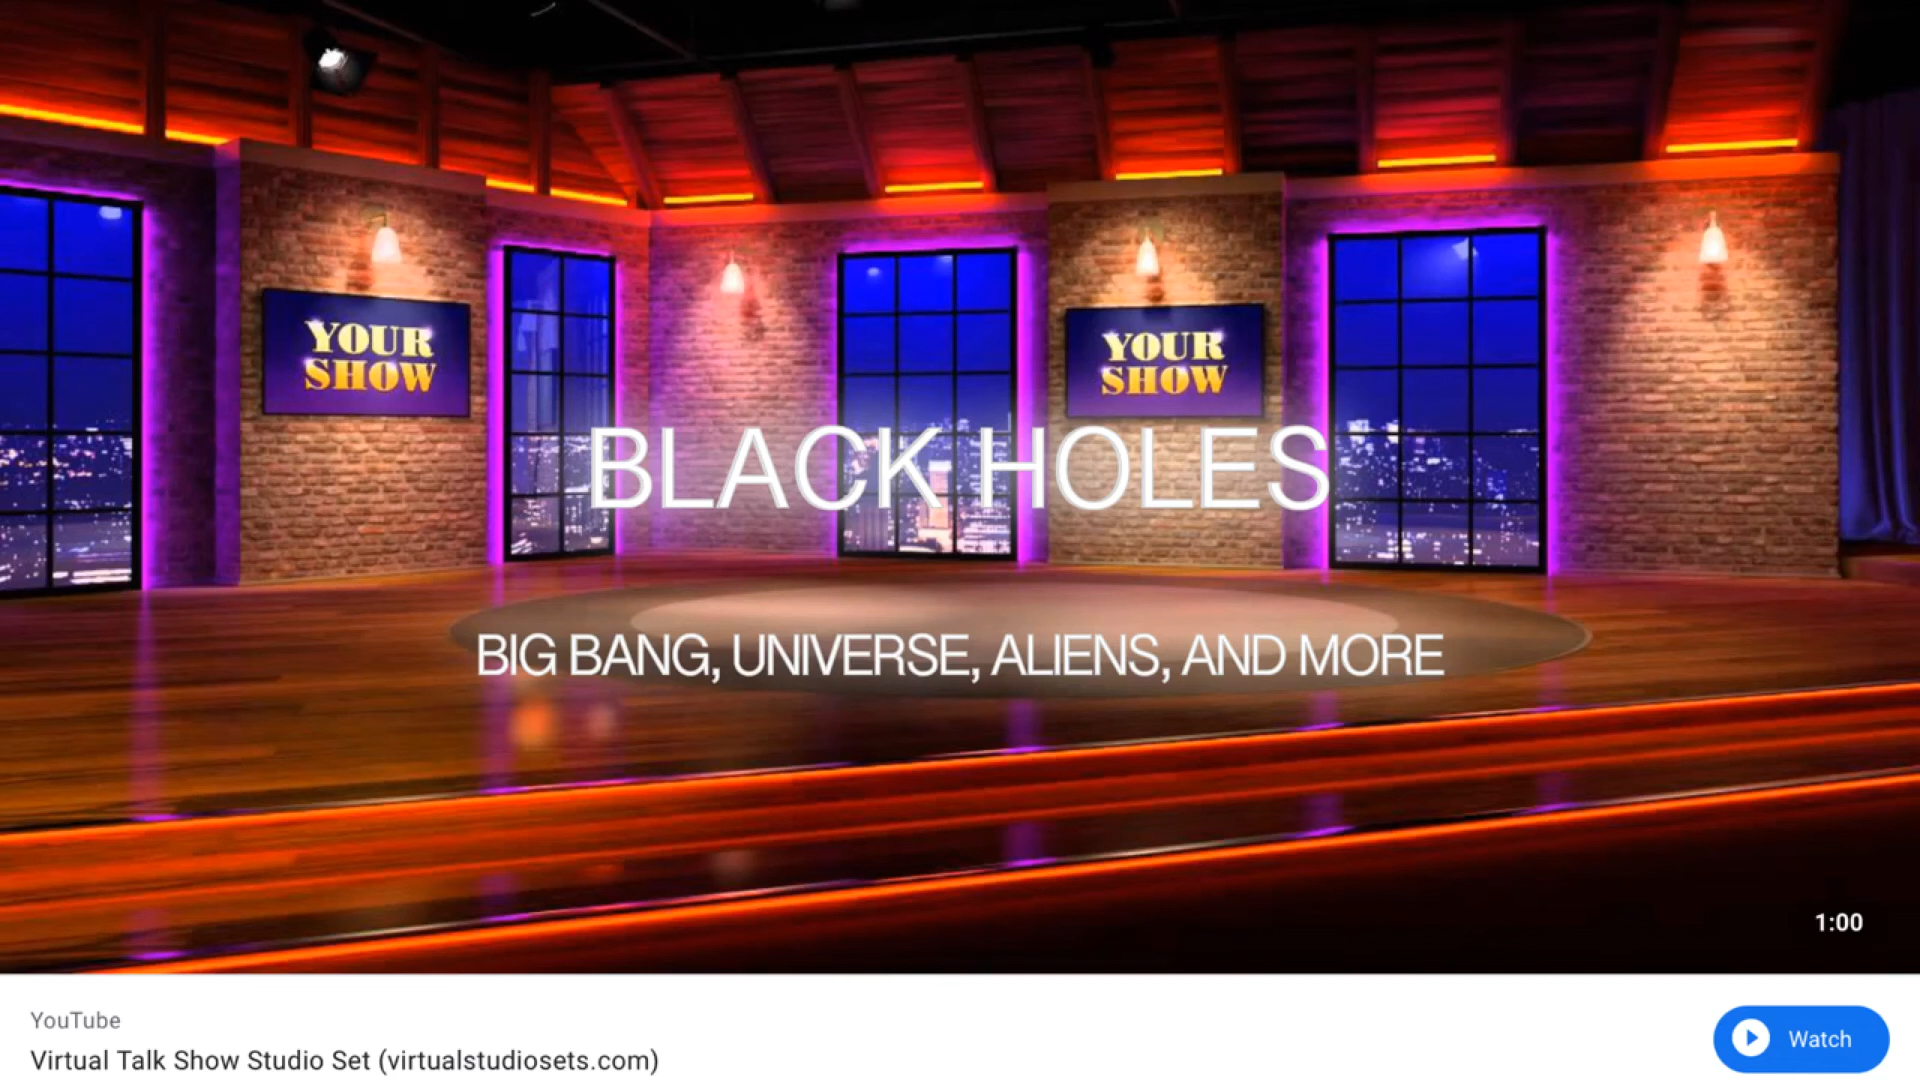 YOUR
SHOW
YOUR
SHOW
BLACK HOLES
BIG BANG, UNIVERSE, ALIENS, AND MORE
1:00
YouTube
Virtual Talk Show Studio Set (virtualstudiosets.com)
Watch